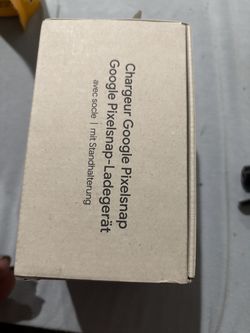 Chargeur Google Pixelsnap
Google Pixelsnap-Ladegerät
avec socle | mit Standhalterung